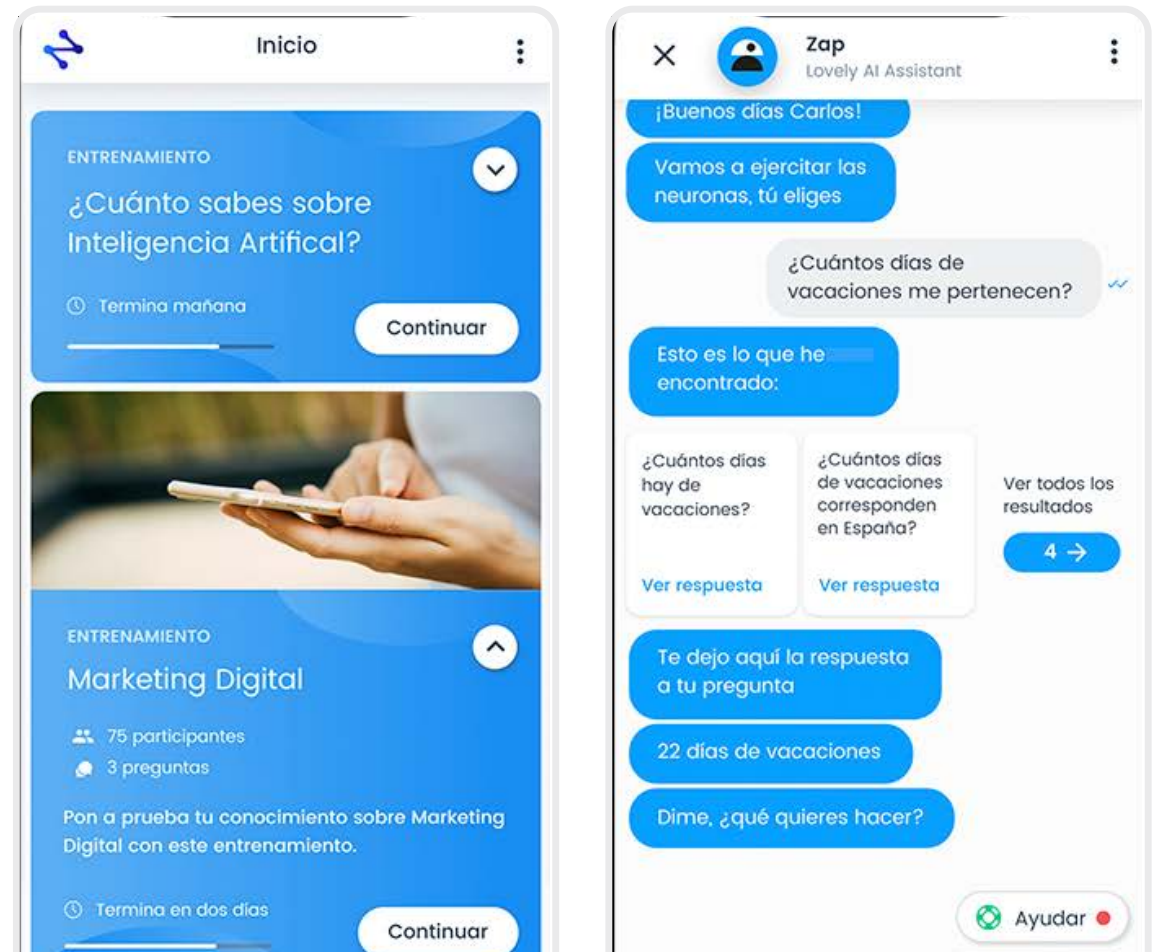 Inicio
ENTRENAMIENTO
¿Cuánto sabes sobre
Inteligencia Artifical?
Termina mañana
Continuar
ENTRENAMIENTO
Marketing Digital
75 participantes
3 preguntas
Pon a prueba tu conocimiento sobre Marketing
Digital con este entrenamiento.
Termina en dos días
Continuar
Zap
Lovely AI Assistant
¡Buenos días Carlos!
Vamos a ejercitar las
neuronas, tú eliges
¿Cuántos días de
vacaciones me pertenecen?
Esto es lo que he
encontrado:
¿Cuántos días
hay de
vacaciones?
Ver respuesta
¿Cuántos días
de vacaciones
corresponden
en España?
Ver respuesta
Ver todos los
resultados
4 →
Te dejo aquí la respuesta
a tu pregunta
22 días de vacaciones
Dime, ¿qué quieres hacer?
Ayudar